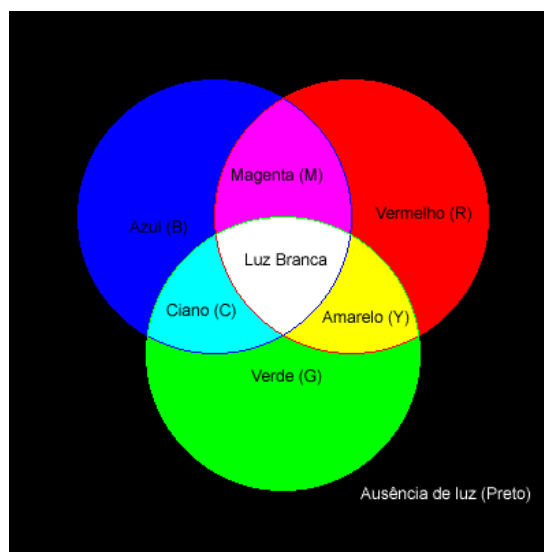 Magenta (M)
Vermelho (R)
Azul (B)
Luz Branca
Ciano (C)
Amarelo (Y)
Verde (G)
Ausência de luz (Preto)